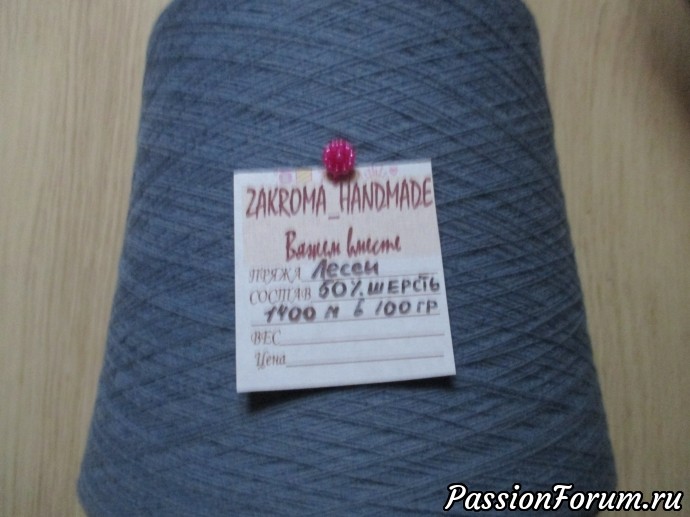 ZAKROMA_HANDMADE
Вяжем вместе
ПРЯЖА Лесси
СОСТАВ 50% ШЕРСТЬ
1400 м в 100 ГР
ВЕС
Цена
PassionForum.ru